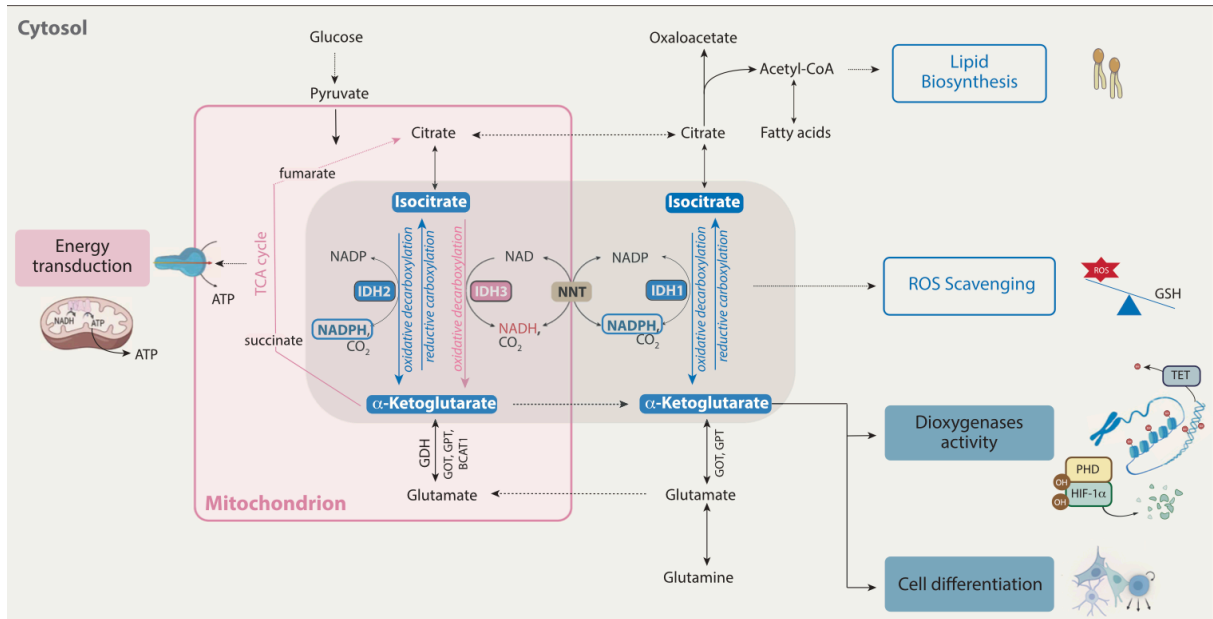 Cytosol
Glucose
Pyruvate
Oxaloacetate
Acetyl-CoA
Lipid
Biosynthesis
Citrate
Citrate
Fatty acids
fumarate
Isocitrate
Isocitrate
Energy
transduction
TCA cycle
ATP
NADH
ATP
ATP
succinate
NADP
IDH2
NADPH,
CO2
oxidative decarboxylation
reductive carboxylation
oxidative decarboxylation
NAD
IDH3
NADH,
CO2
NNT
NADP
IDH1
NADPH,
CO2
oxidative decarboxylation
reductive carboxylation
ROS Scavenging
ROS
GSH
α-Ketoglutarate
α-Ketoglutarate
GDH
GOT, GPT,
BCAT1
GOT, GPT
Glutamate
Glutamate
Mitochondrion
Glutamine
Dioxygenases
activity
TET
PHD
OH
HIF-1α
OH
Cell differentiation